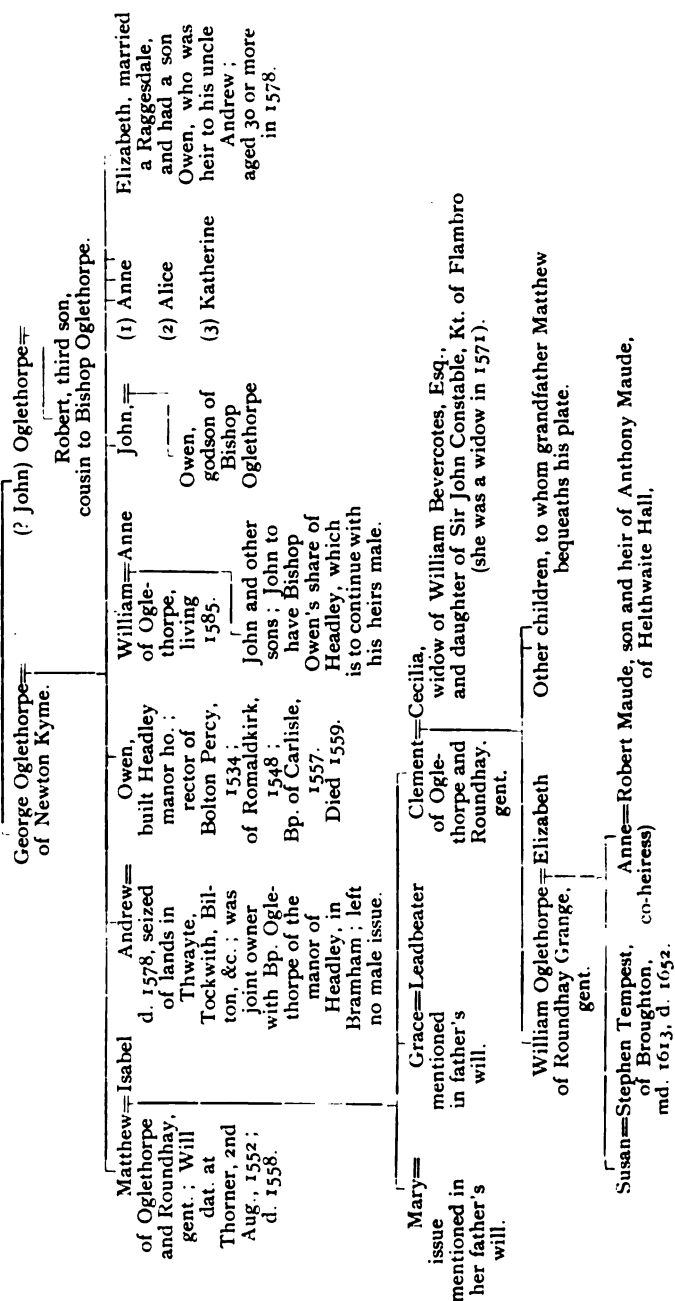 George Oglethorpe=
of Newton Kyme.
(? John) Oglethorpe=
Robert, third son,
cousin to Bishop Oglethorpe.
Matthew=Isabel
of Oglethorpe
and Roundhay,
gent.; Will
dat. at
Thorner, 2nd
Aug., 1552;
d. 1558.
Andrew=
d. 1578, seized
of lands in
Thwayte,
Tockwith, Bil-
ton, &c.; was
joint owner
with Bp. Ogle-
thorpe of the
manor of
Headley, in
Bramham; left
no male issue.
Owen,
built Headley
manor ho.;
rector of
Bolton Percy,
1534;
of Romaldkirk,
1548;
Bp. of Carlisle,
1557.
Died 1559.
William=Anne
of Ogle-
thorpe,
living
1585.
John and other
sons; John to
have Bishop
Owen's share of
Headley, which
is to continue with
his heirs male.
John,=
Owen,
godson of
Bishop
Oglethorpe
(1) Anne
(2) Alice
(3) Katherine
Elizabeth, married
a Raggesdale,
and had a son
Owen, who was
heir to his uncle
Andrew;
aged 30 or more
in 1578.
Mary=
issue
mentioned in
her father's
will.
Grace=Leadbeater
mentioned
in father's
will.
Clement=Cecilia,
of Ogle-
thorpe and
Roundhay.
gent.
widow of William Bevercotes, Esq.,
and daughter of Sir John Constable, Kt. of Flambro
(she was a widow in 1571).
William Oglethorpe=Elizabeth
of Roundhay Grange,
gent.
Other children, to whom grandfather Matthew
bequeaths his plate.
Susan=Stephen Tempest,
of Broughton,
md. 1613, d. 1652.
Anne=Robert Maude, son and heir of Anthony Maude,
co-heiress)
of Helthwaite Hall,